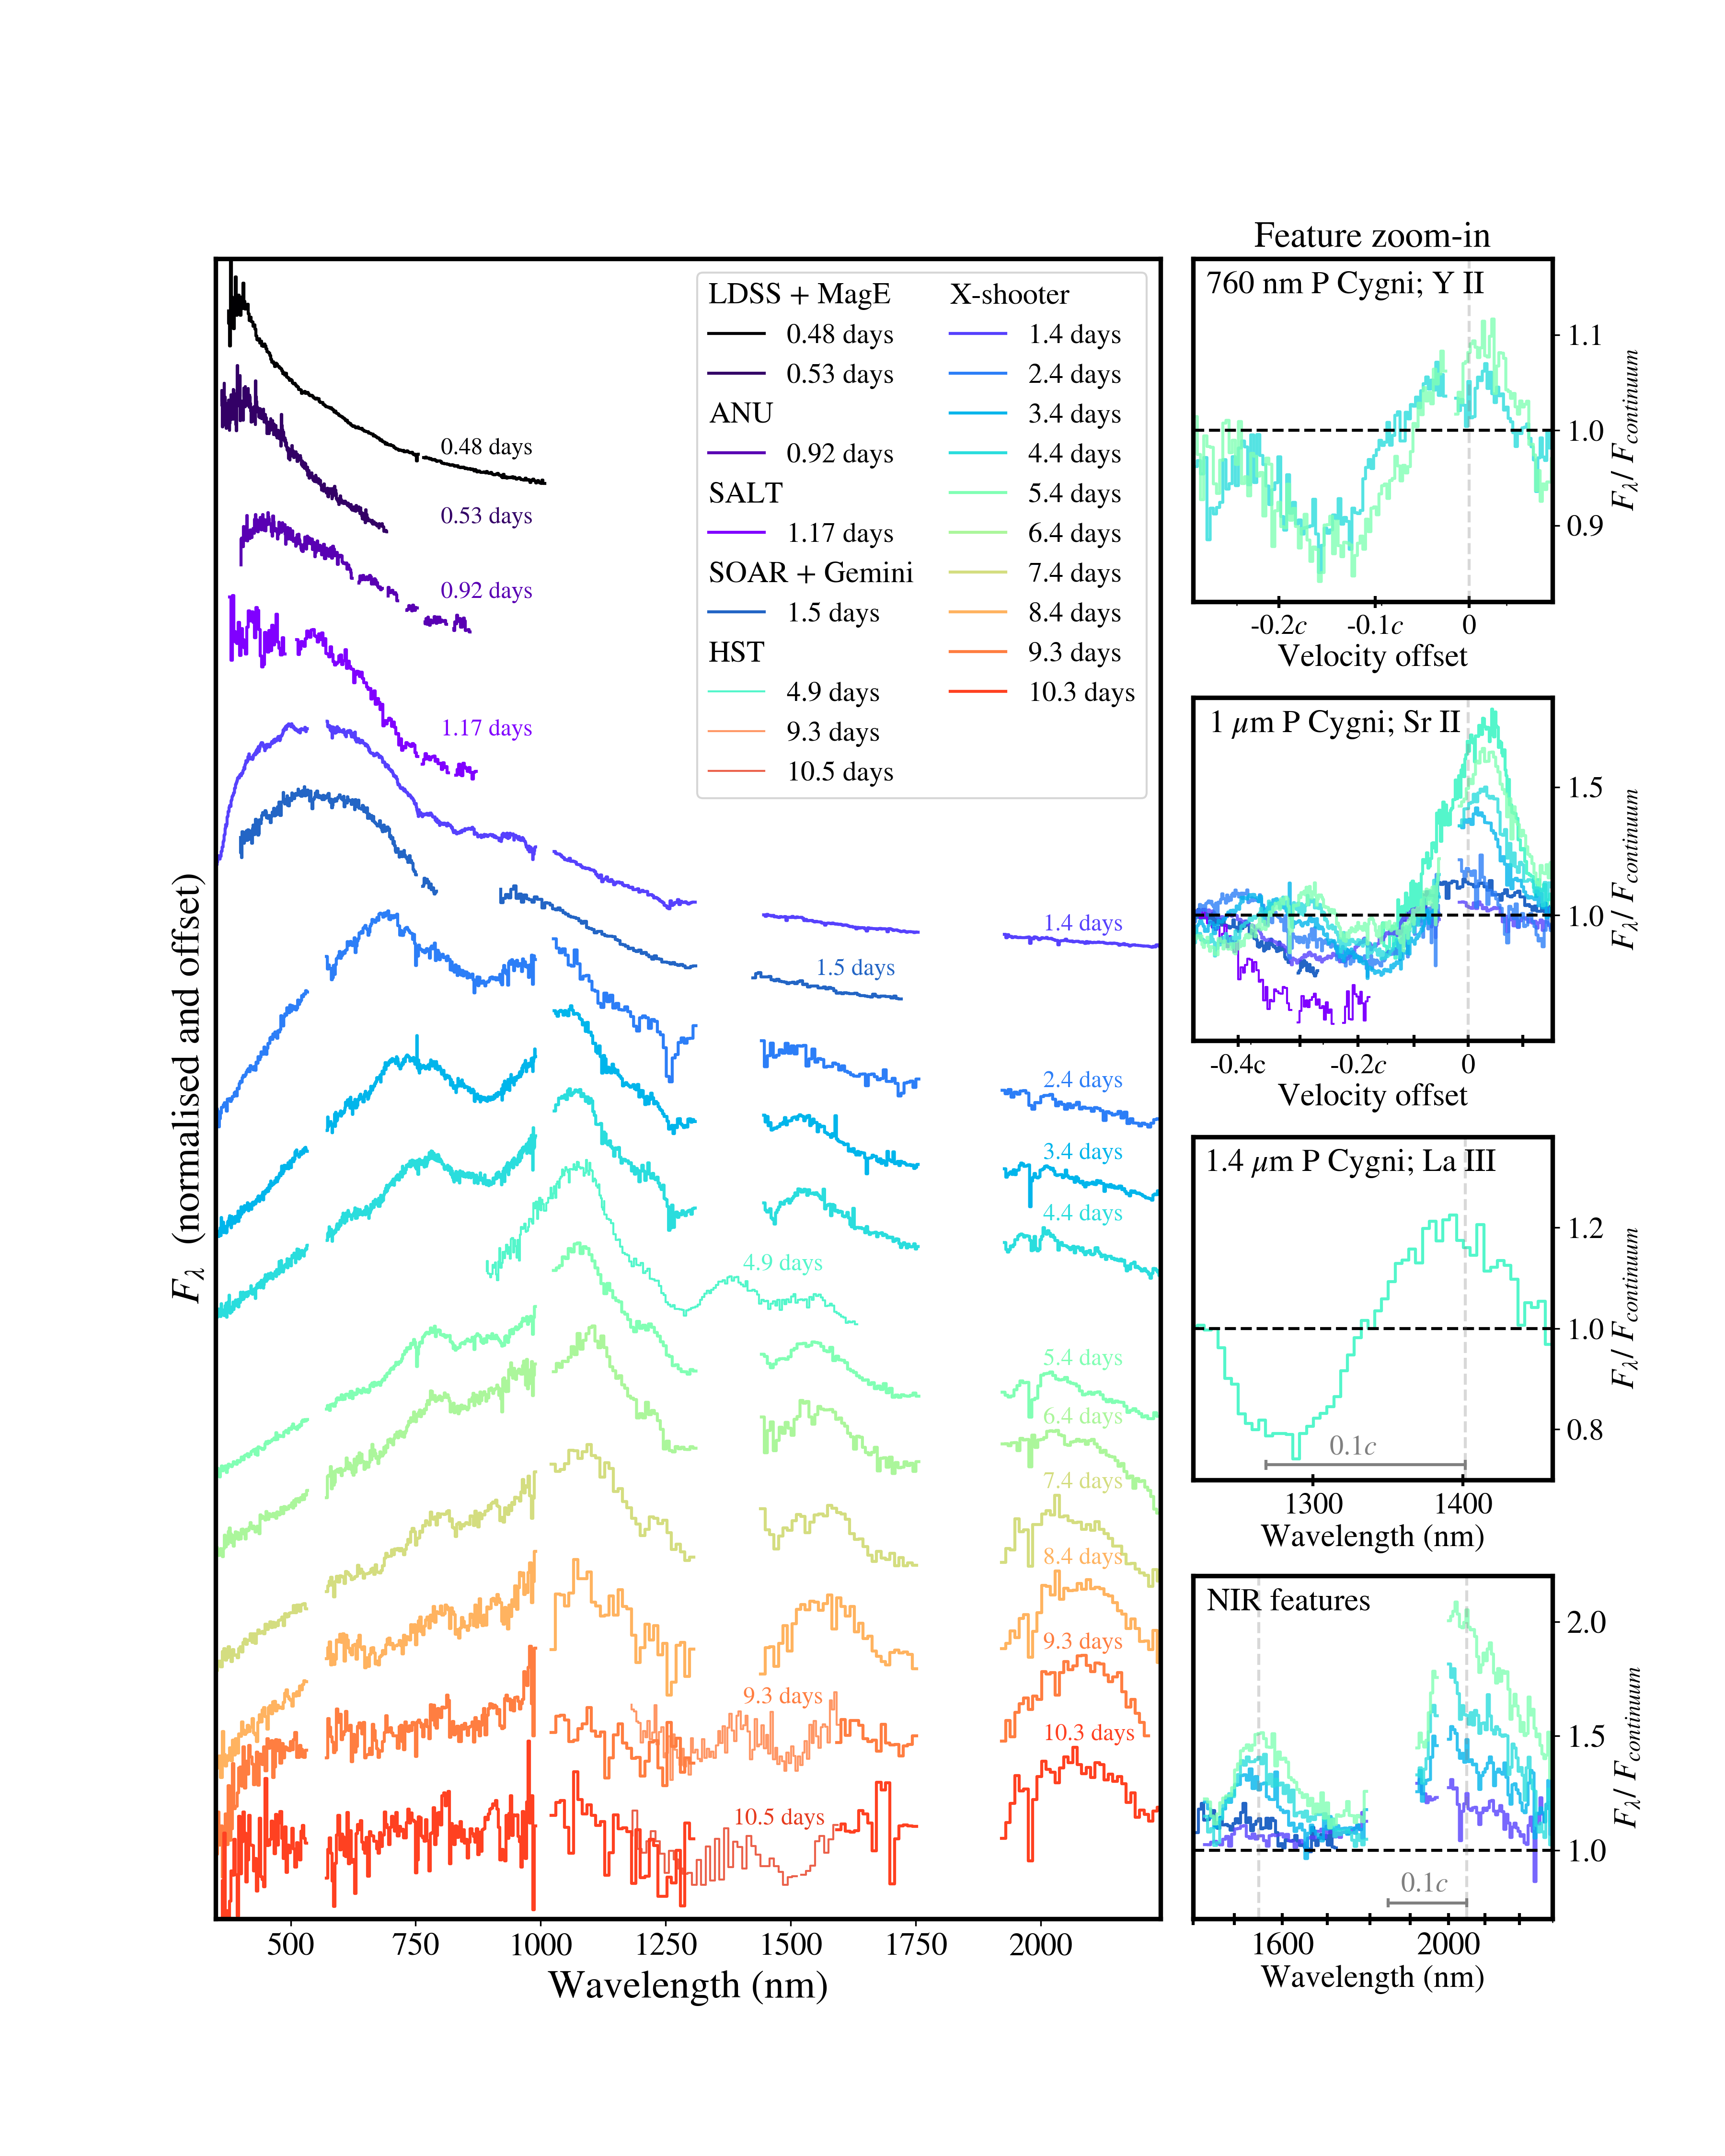 Feature zoom-in
LDSS + MagE
0.48 days
0.53 days
ANU
0.92 days
SALT
1.17 days
SOAR + Gemini
1.5 days
HST
4.9 days
9.3 days
10.5 days
X-shooter
1.4 days
2.4 days
3.4 days
4.4 days
5.4 days
6.4 days
7.4 days
8.4 days
9.3 days
10.3 days
0.48 days
0.53 days
0.92 days
1.17 days
1.4 days
1.5 days
2.4 days
3.4 days
4.4 days
4.9 days
5.4 days
6.4 days
7.4 days
8.4 days
9.3 days
9.3 days
10.3 days
10.5 days
Fλ (normalised and offset)
500 750 1000 1250 1500 1750 2000
Wavelength (nm)
760 nm P Cygni; Y II
1.1
1.0
0.9
Fλ/ Fcontinuum
-0.2c -0.1c 0
Velocity offset
1 μm P Cygni; Sr II
1.5
1.0
Fλ/ Fcontinuum
-0.4c -0.2c 0
Velocity offset
1.4 μm P Cygni; La III
1.2
1.0
0.8
Fλ/ Fcontinuum
0.1c
1300 1400
Wavelength (nm)
NIR features
2.0
1.5
1.0
Fλ/ Fcontinuum
0.1c
1600 2000
Wavelength (nm)